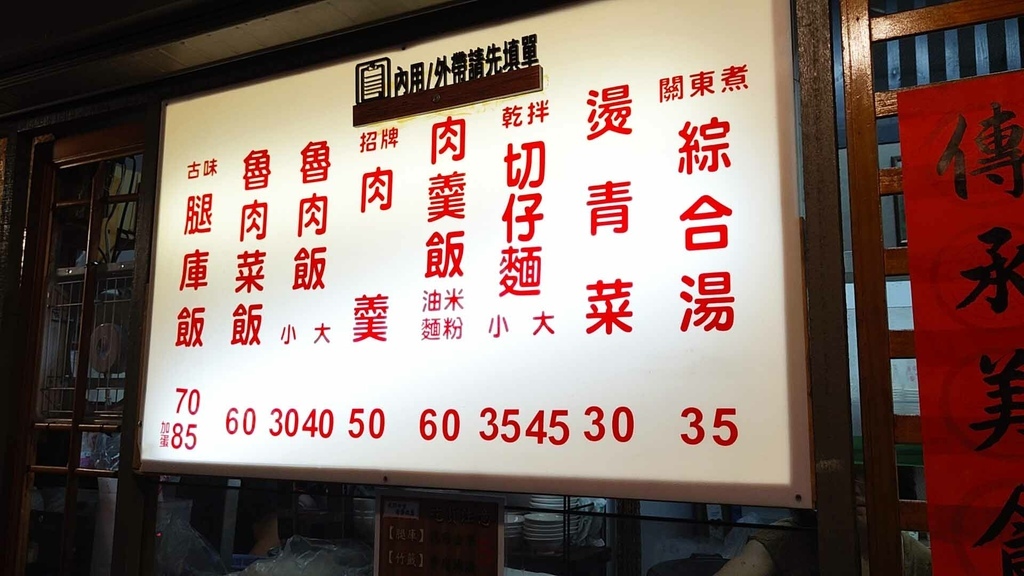 內用/外帶請先填單
關東煮
綜合湯
35
燙青菜
30
乾拌
切仔麵
小 大
35 45
肉羹飯
油麵 米粉
60
招牌
肉羹
50
魯肉飯
小 大
30 40
魯肉菜飯
60
古味
腿庫飯
70
加蛋 85
傳承美
【腿庫】
【竹